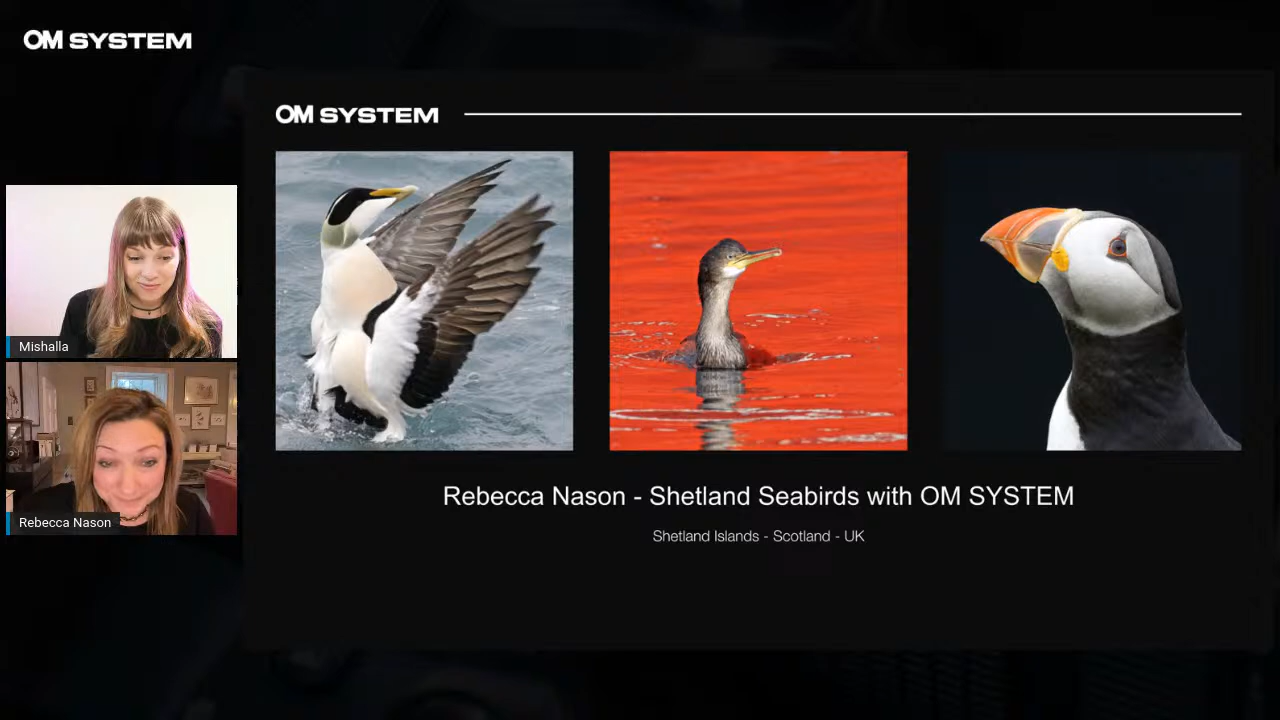 OM SYSTEM
OM SYSTEM
Mishalla
Rebecca Nason
Rebecca Nason - Shetland Seabirds with OM SYSTEM
Shetland Islands - Scotland - UK